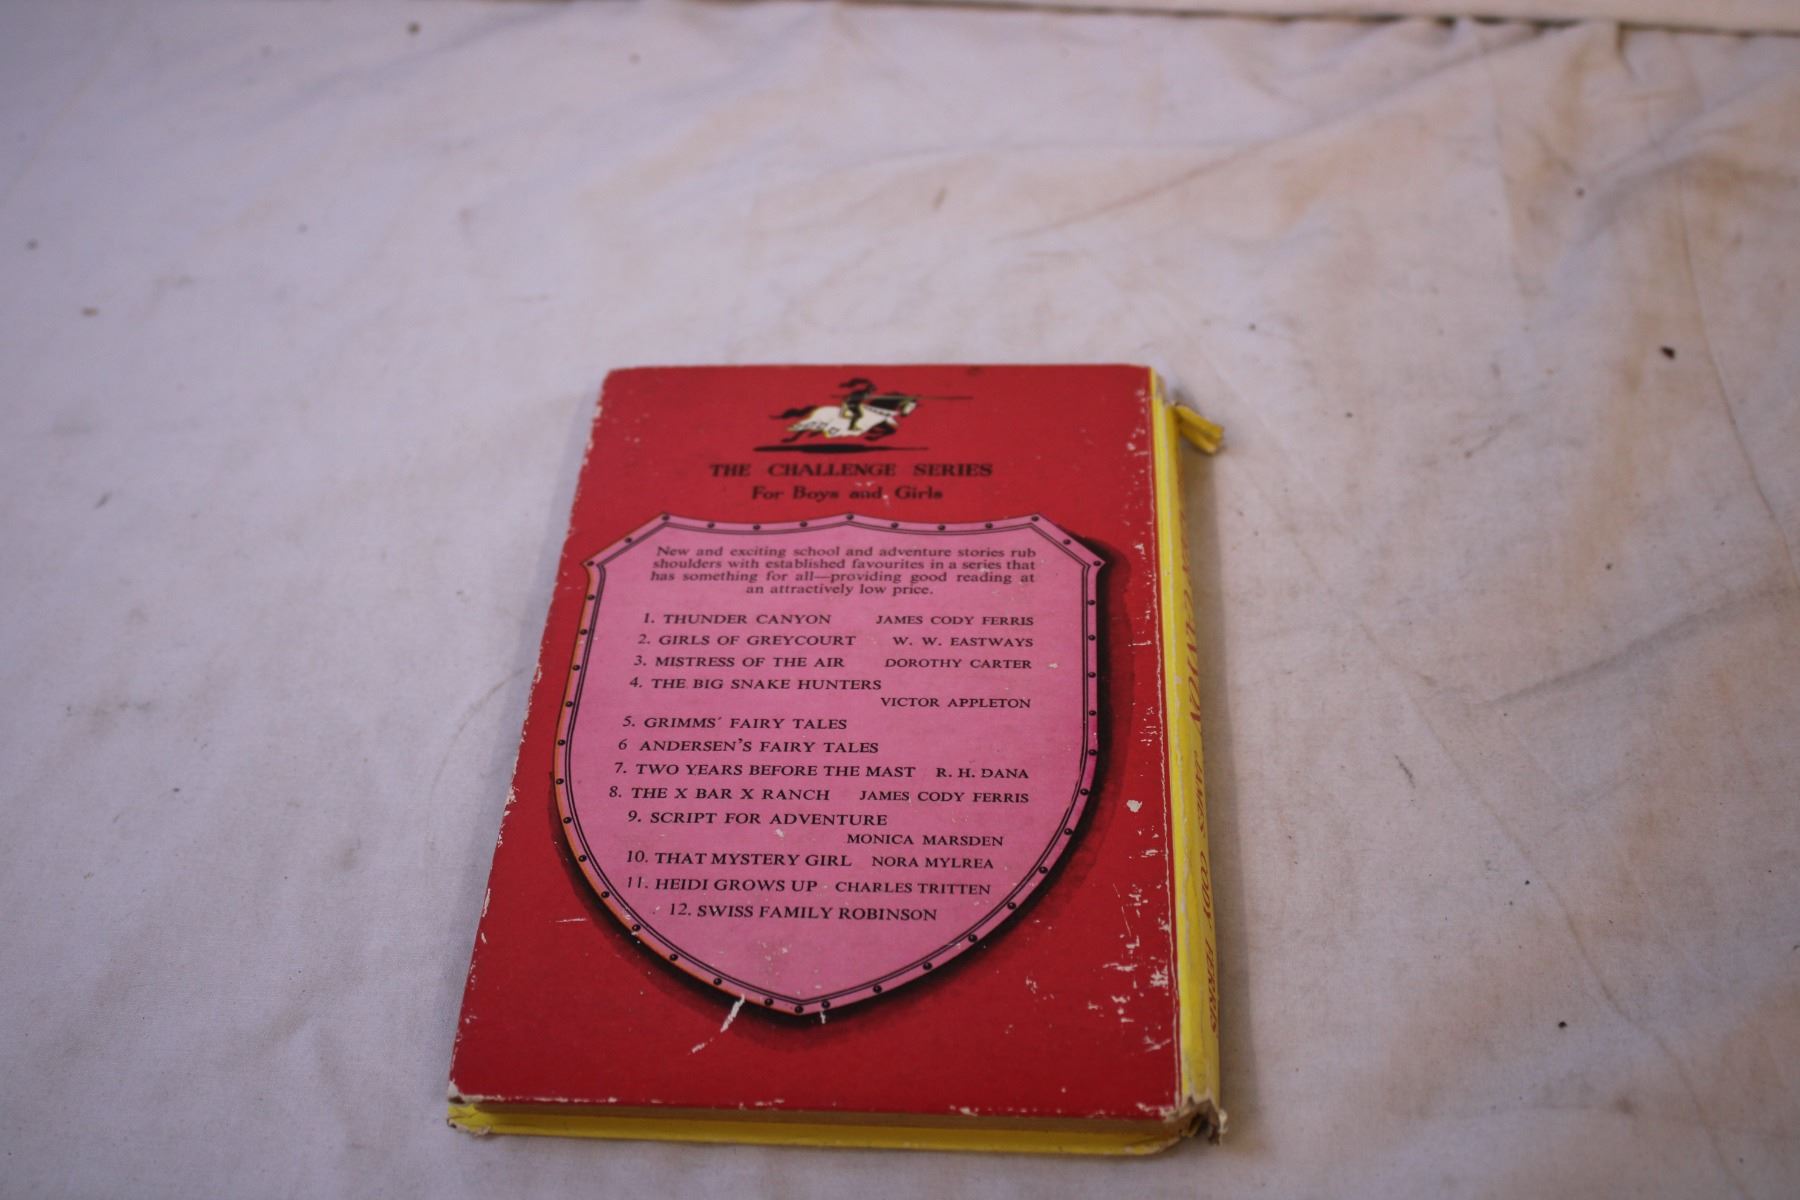 THE CHALLENGE SERIES
For Boys and Girls
New and exciting school and adventure stories rub
shoulders with established favourites in a series that
has something for all—providing good reading at
an attractively low price.
1. THUNDER CANYON JAMES CODY FERRIS
2. GIRLS OF GREYCOURT W. W. EASTWAYS
3. MISTRESS OF THE AIR DOROTHY CARTER
4. THE BIG SNAKE HUNTERS
VICTOR APPLETON
5. GRIMMS' FAIRY TALES
6 ANDERSEN'S FAIRY TALES
7. TWO YEARS BEFORE THE MAST R. H. DANA
8. THE X BAR X RANCH JAMES CODY FERRIS
9. SCRIPT FOR ADVENTURE
MONICA MARSDEN
10. THAT MYSTERY GIRL NORA MYLREA
11. HEIDI GROWS UP CHARLES TRITTEN
12. SWISS FAMILY ROBINSON
CANYON JAMES CODY FERRIS